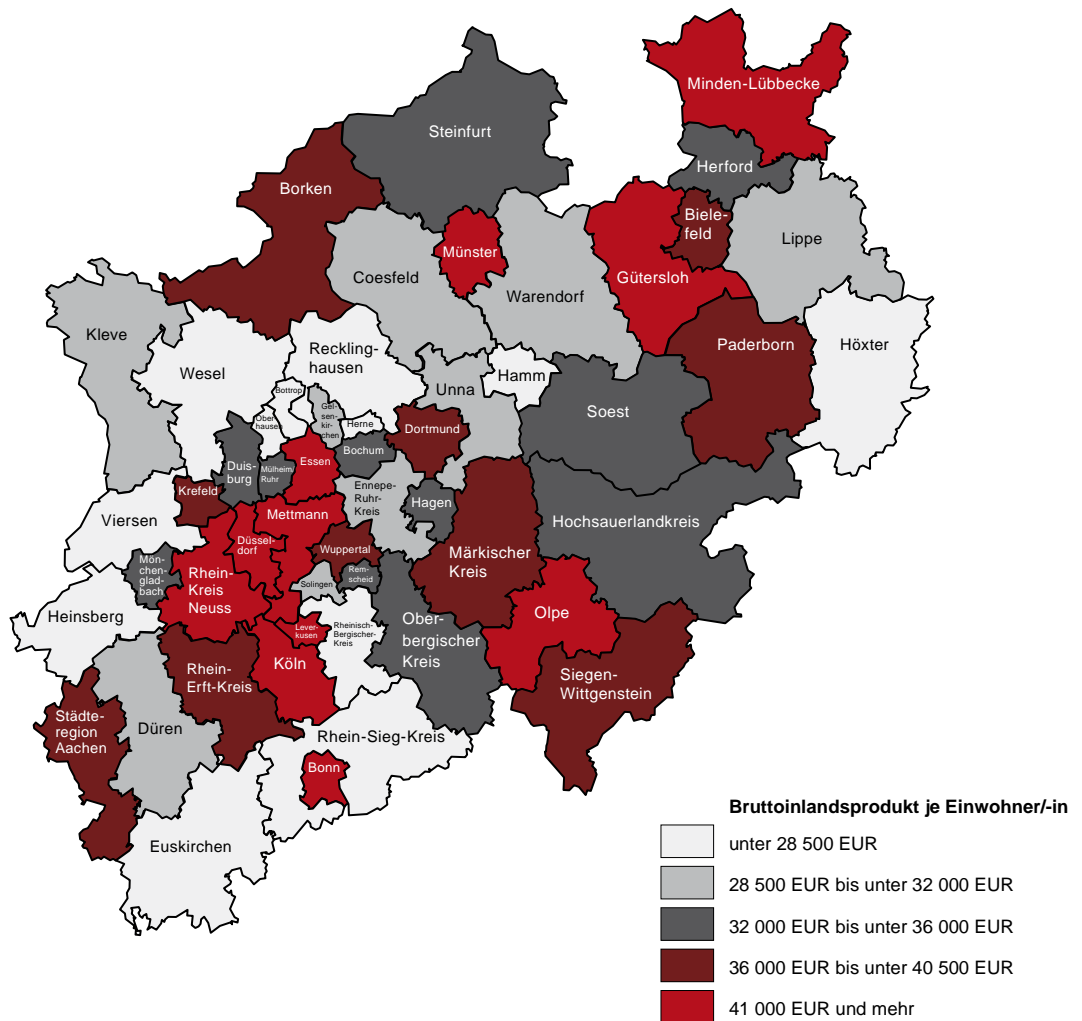 Minden-Lübbecke
Steinfurt
Herford
Borken
Biele-
feld
Lippe
Münster
Coesfeld
Gütersloh
Warendorf
Kleve
Paderborn
Höxter
Reckling-
hausen
Wesel
Hamm
Unna
Bottrop
Soest
Gel-
sen-
kir-
chen
Ober
hausen
Herne
Dortmund
Bochum
Essen
Duis-
burg
Mülheim/
Ruhr
Ennepe-
Ruhr-
Kreis
Krefeld
Hagen
Viersen
Mettmann
Hochsauerlandkreis
Düssel-
dorf
Wuppertal
Märkischer
Kreis
Mön-
chen-
glad-
bach
Rhein-
Kreis
Neuss
Rem-
scheid
Solingen
Heinsberg
Ober-
bergischer
Kreis
Olpe
Lever-
kusen
Rheinisch-
Bergischer-
Kreis
Köln
Rhein-
Erft-Kreis
Siegen-
Wittgenstein
Städte-
region
Aachen
Düren
Rhein-Sieg-Kreis
Bonn
Euskirchen
Bruttoinlandsprodukt je Einwohner/-in
unter 28 500 EUR
28 500 EUR bis unter 32 000 EUR
32 000 EUR bis unter 36 000 EUR
36 000 EUR bis unter 40 500 EUR
41 000 EUR und mehr